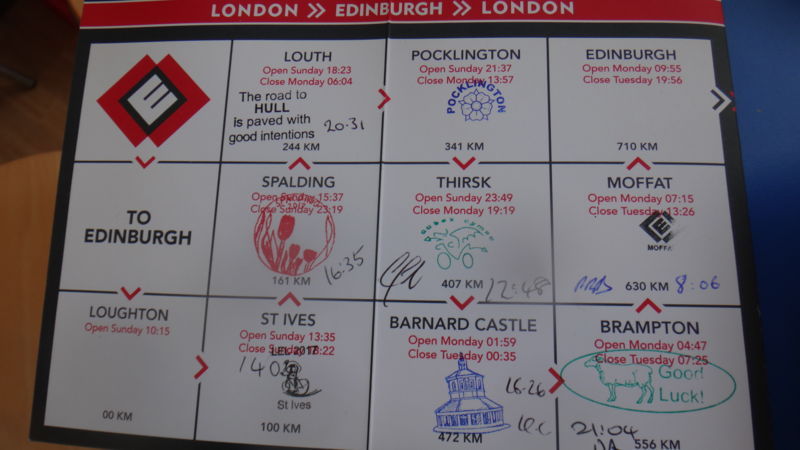 LONDON >> EDINBURGH >> LONDON
LOUTH
Open Sunday 18:23
Close Monday 06:04
The road to
HULL
is paved with
good intentions
20.31
244 KM
POCKLINGTON
Open Sunday 21:37
Close Monday 13:57
POCKLINGTON
341 KM
EDINBURGH
Open Monday 09:55
Close Tuesday 19:56
710 KM
TO
EDINBURGH
SPALDING
Open Sunday 15:37
Close Sunday 23:19
16:35
161 KM
THIRSK
Open Sunday 23:49
Close Monday 19:19
407 KM
12:48
MOFFAT
Open Monday 07:15
Close Tuesday 13:26
MOFFAT
630 KM
8:06
LOUGHTON
Open Sunday 10:15
00 KM
ST IVES
Open Sunday 13:35
Close Sunday 18:22
LEL 2017
St Ives
100 KM
BARNARD CASTLE
Open Monday 01:59
Close Tuesday 00:35
16.26
472 KM
BRAMPTON
Open Monday 04:47
Close Tuesday 07:25
Good
Luck!
21:04
556 KM